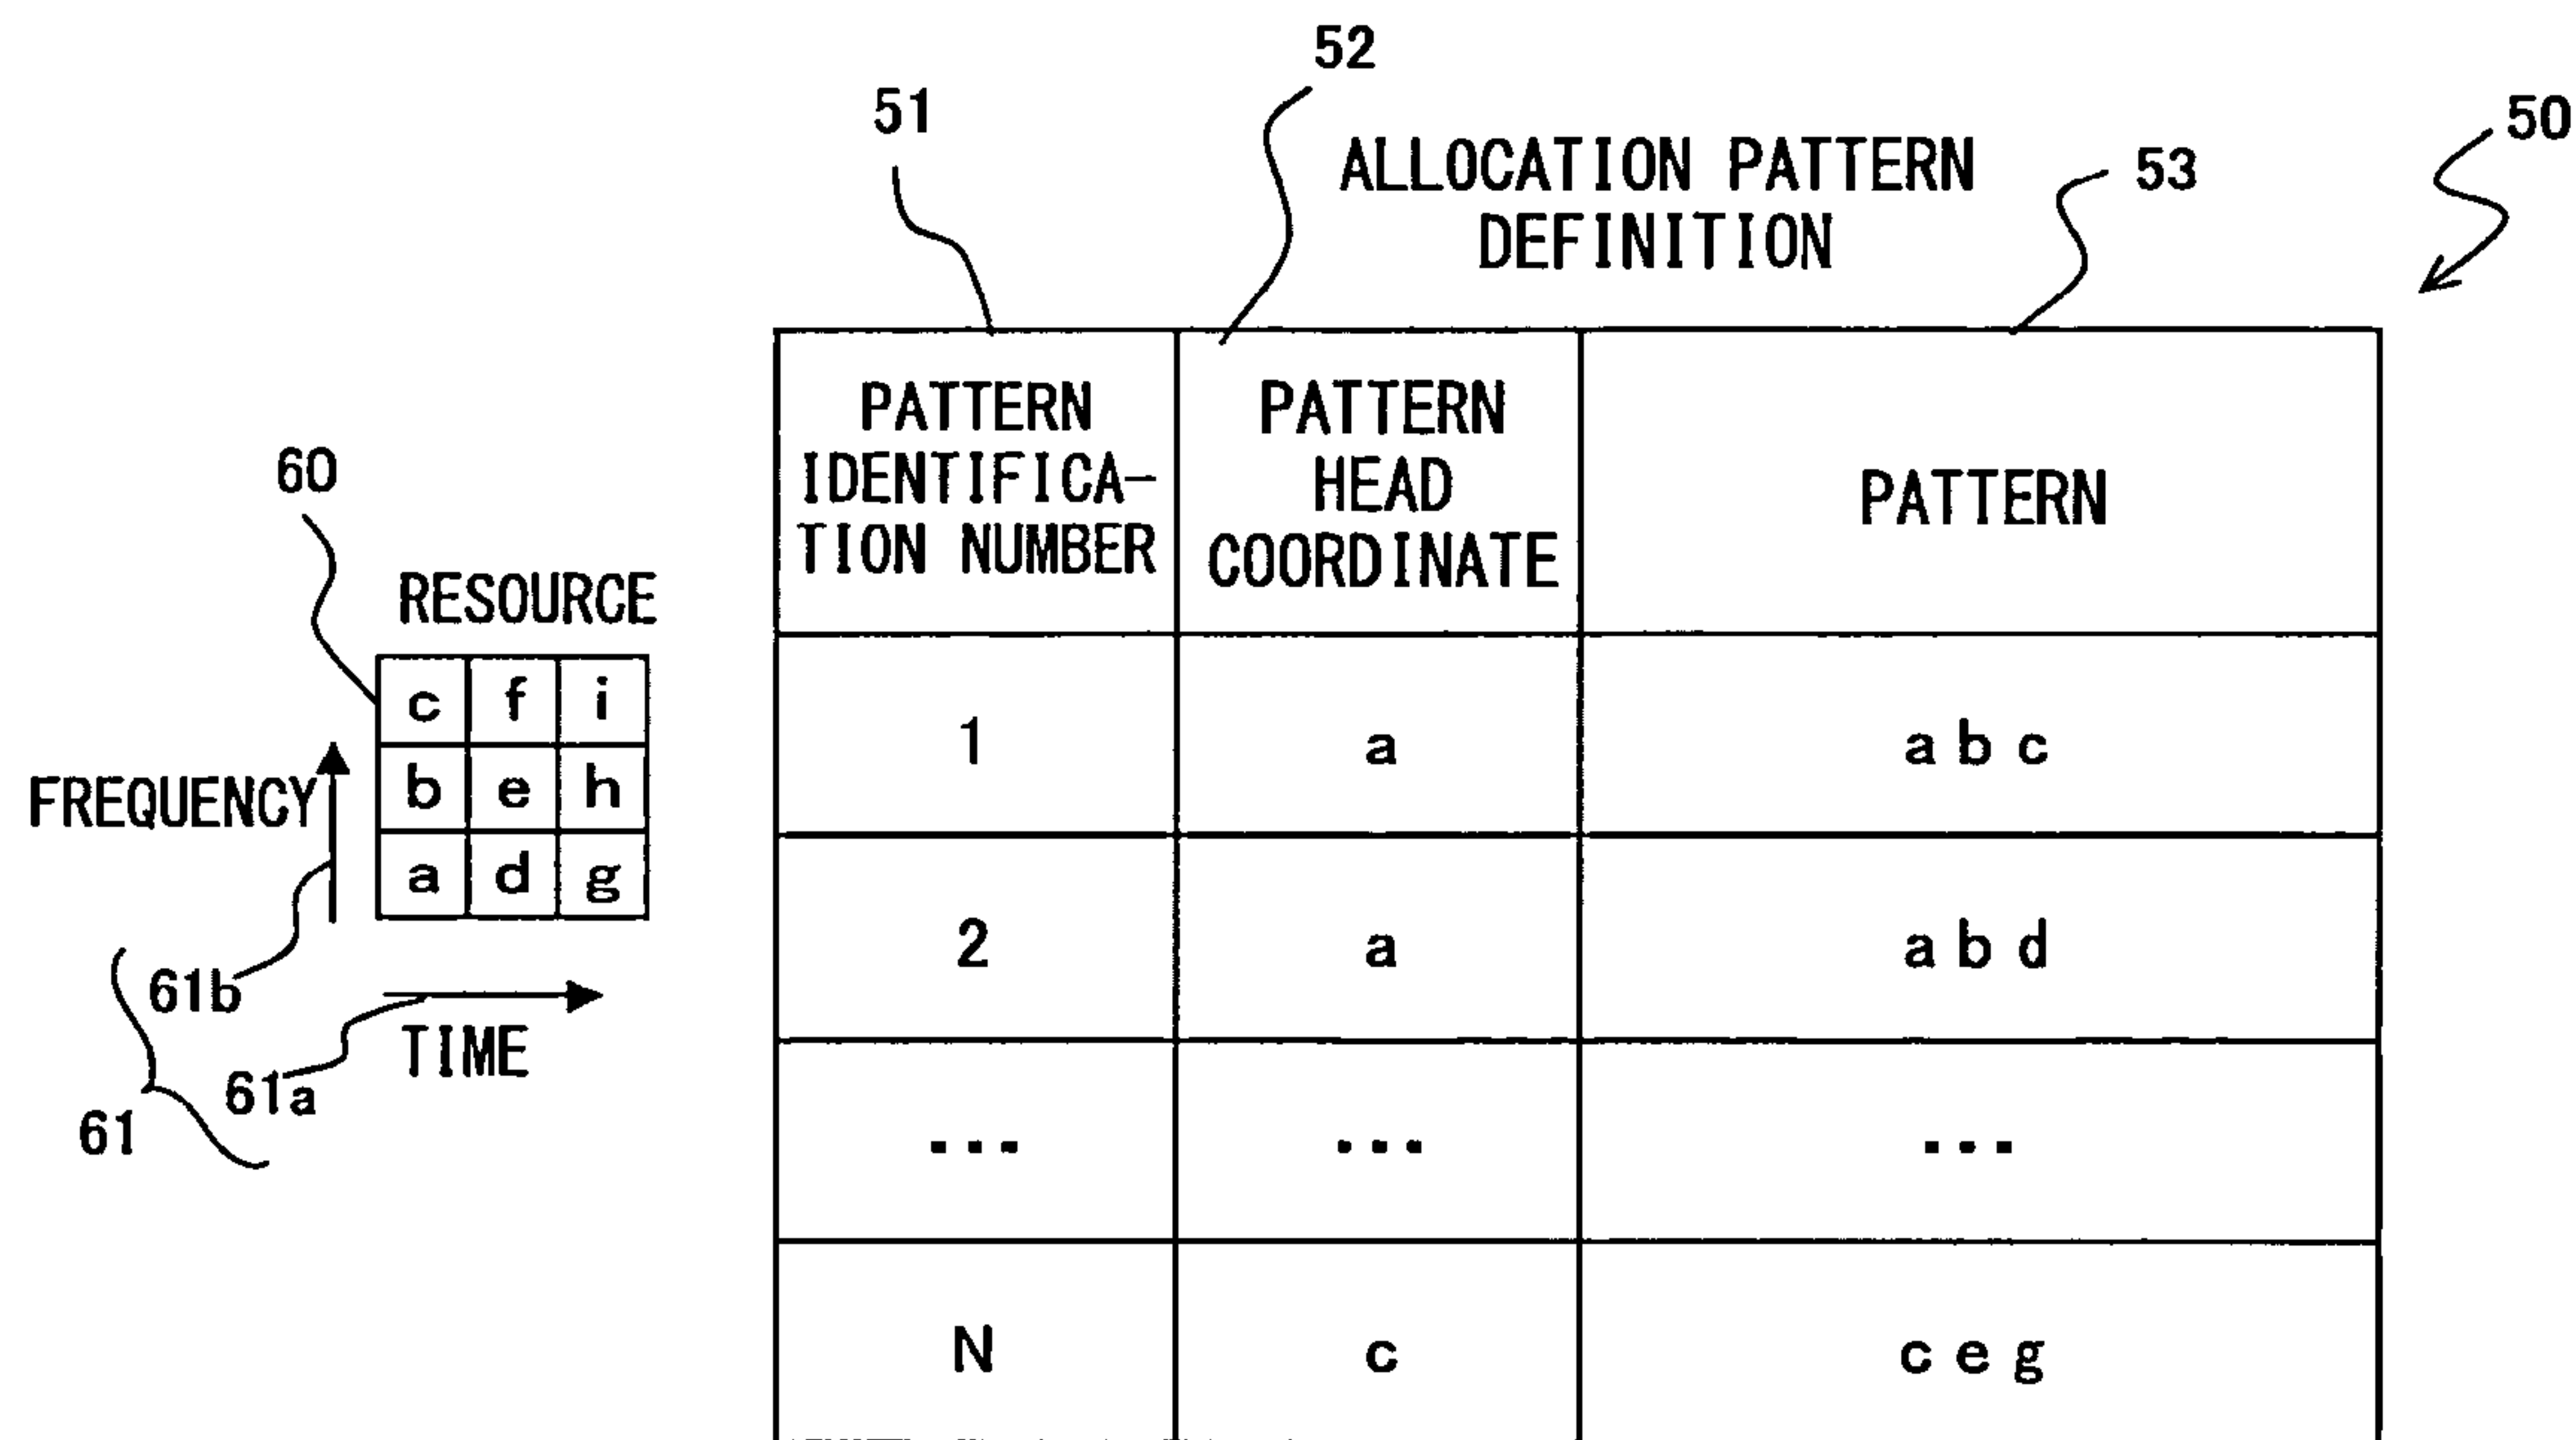 52
51
50
ALLOCATION PATTERN
DEFINITION
53
PATTERN
IDENTIFICA-
TION NUMBER
PATTERN
HEAD
COORDINATE
PATTERN
60
RESOURCE
c f i
b e h
a d g
FREQUENCY
61b
TIME
61a
61
1 a a b c
2 a a b d
... ... ...
N c c e g